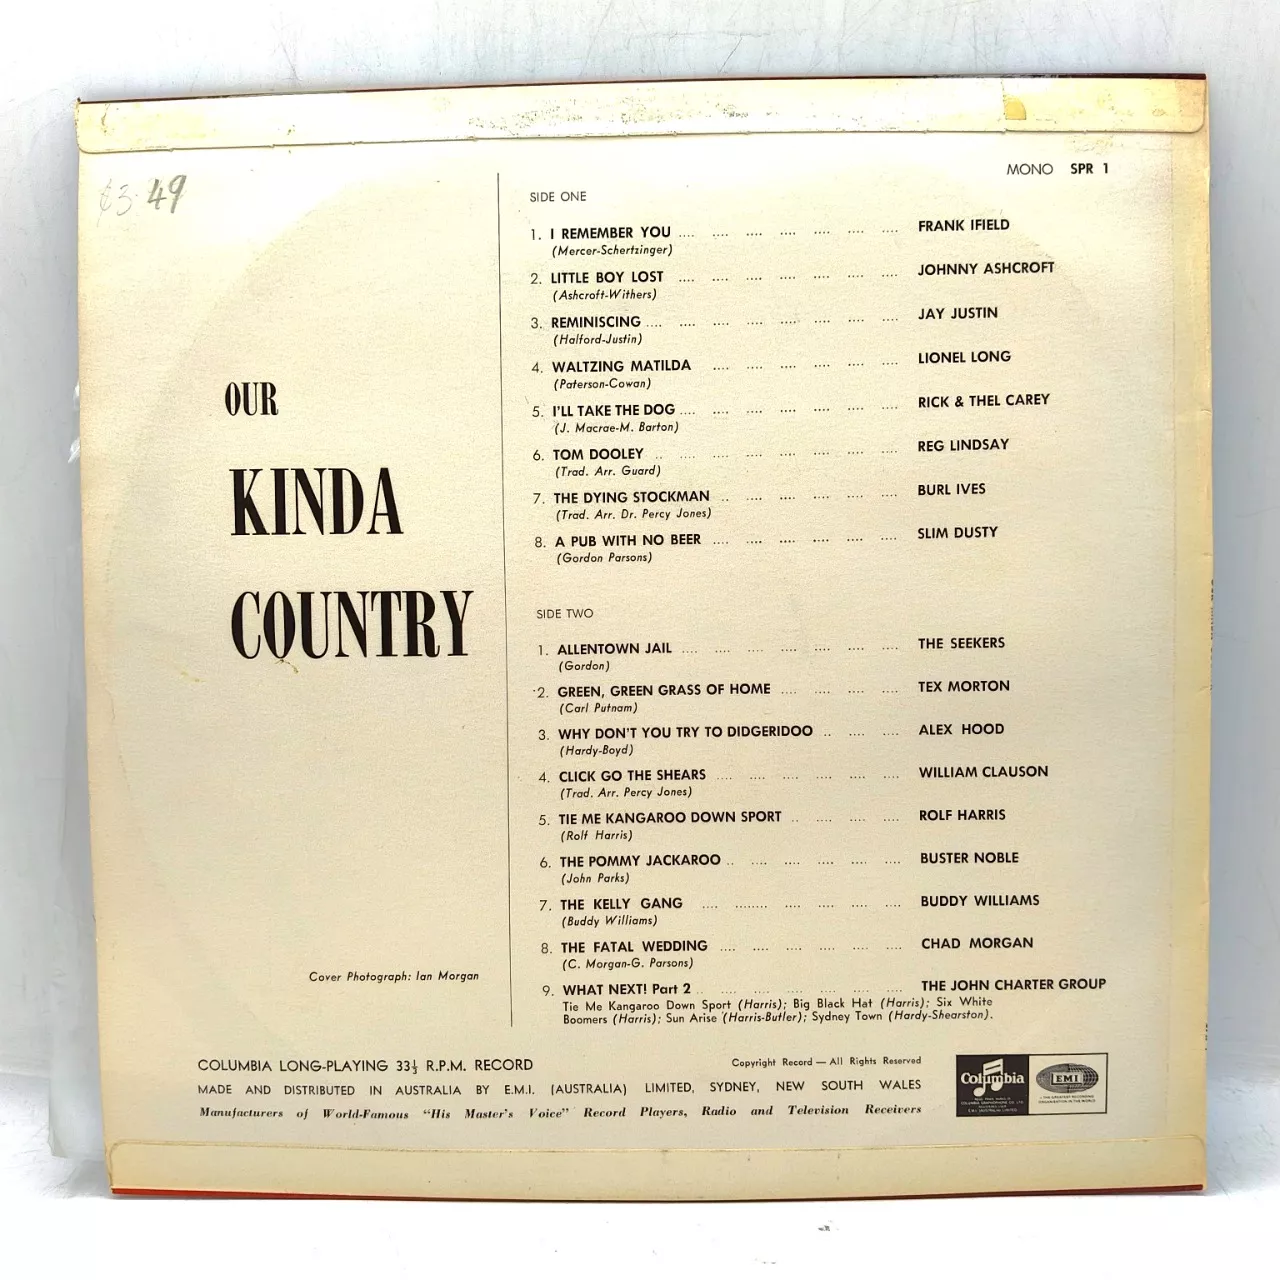 ¢3.49
MONO SPR 1
OUR
KINDA
COUNTRY
Cover Photograph: Ian Morgan
SIDE ONE
1. I REMEMBER YOU .... .... .... .... .... .... .... FRANK IFIELD
(Mercer-Schertzinger)
2. LITTLE BOY LOST .... .... .... .... .... .... .... JOHNNY ASHCROFT
(Ashcroft-Withers)
3. REMINISCING .... .... .... .... .... .... .... .... JAY JUSTIN
(Halford-Justin)
4. WALTZING MATILDA .... .... .... .... .... .... LIONEL LONG
(Paterson-Cowan)
5. I'LL TAKE THE DOG .... .... .... .... .... .... .... RICK & THEL CAREY
(J. Macrae-M. Barton)
6. TOM DOOLEY .. .... .... .... .... .... .... .... REG LINDSAY
(Trad. Arr. Guard)
7. THE DYING STOCKMAN .. .... .... .... .... .... BURL IVES
(Trad. Arr. Dr. Percy Jones)
8. A PUB WITH NO BEER .... .... .... .... .... .... SLIM DUSTY
(Gordon Parsons)
SIDE TWO
1. ALLENTOWN JAIL .... .... .... .... .... .... .... THE SEEKERS
(Gordon)
2. GREEN, GREEN GRASS OF HOME .... .... .... .... TEX MORTON
(Carl Putnam)
3. WHY DON'T YOU TRY TO DIDGERIDOO .. .... .... ALEX HOOD
(Hardy-Boyd)
4. CLICK GO THE SHEARS .... .... .... .... .... .... WILLIAM CLAUSON
(Trad. Arr. Percy Jones)
5. TIE ME KANGAROO DOWN SPORT .. .... .... .... ROLF HARRIS
(Rolf Harris)
6. THE POMMY JACKAROO .. .... .... .... .... .... BUSTER NOBLE
(John Parks)
7. THE KELLY GANG .... ........ .... .... .... .... BUDDY WILLIAMS
(Buddy Williams)
8. THE FATAL WEDDING .... .... .... .... .... .... CHAD MORGAN
(C. Morgan-G. Parsons)
9. WHAT NEXT! Part 2 .. .... .... .... .... .... .... THE JOHN CHARTER GROUP
Tie Me Kangaroo Down Sport (Harris); Big Black Hat (Harris); Six White
Boomers (Harris); Sun Arise (Harris-Butler); Sydney Town (Hardy-Shearston).
COLUMBIA LONG-PLAYING 33⅓ R.P.M. RECORD
Copyright Record — All Rights Reserved
MADE AND DISTRIBUTED IN AUSTRALIA BY E.M.I. (AUSTRALIA) LIMITED, SYDNEY, NEW SOUTH WALES
Manufacturers of World-Famous "His Master's Voice" Record Players, Radio and Television Receivers
Columbia
EMI